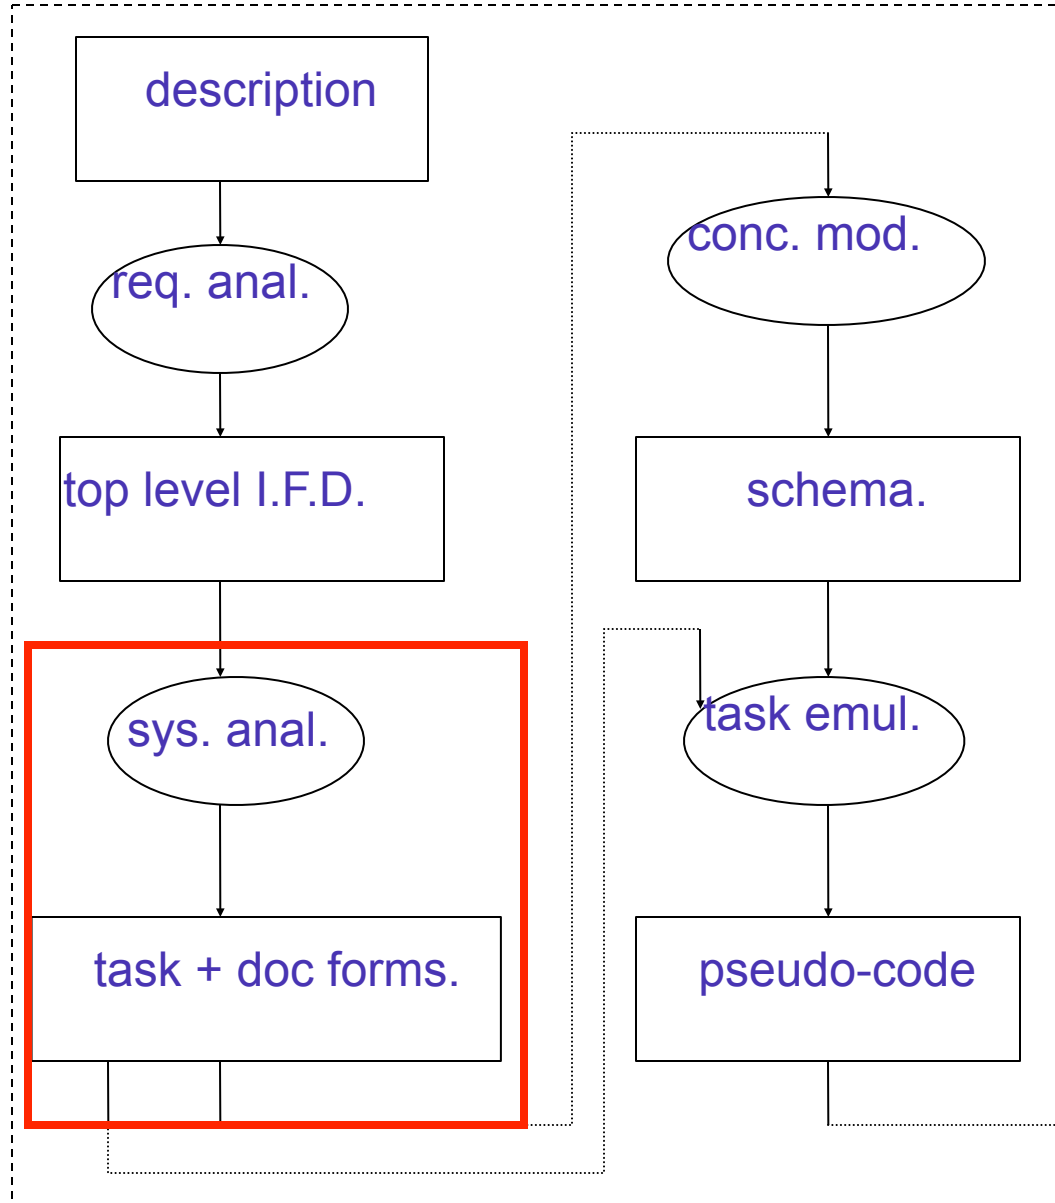 description
req. anal.
top level I.F.D.
sys. anal.
task + doc forms.
conc. mod.
schema.
task emul.
pseudo-code